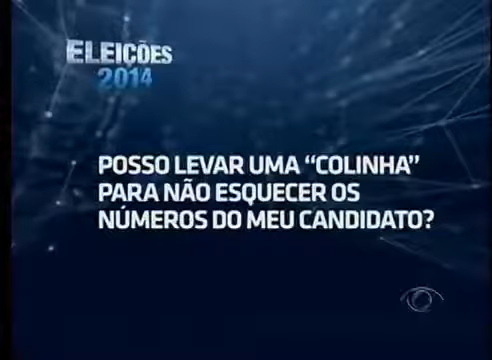 ELEIÇÕES
2014
POSSO LEVAR UMA “COLINHA”
PARA NÃO ESQUECER OS
NÚMEROS DO MEU CANDIDATO?